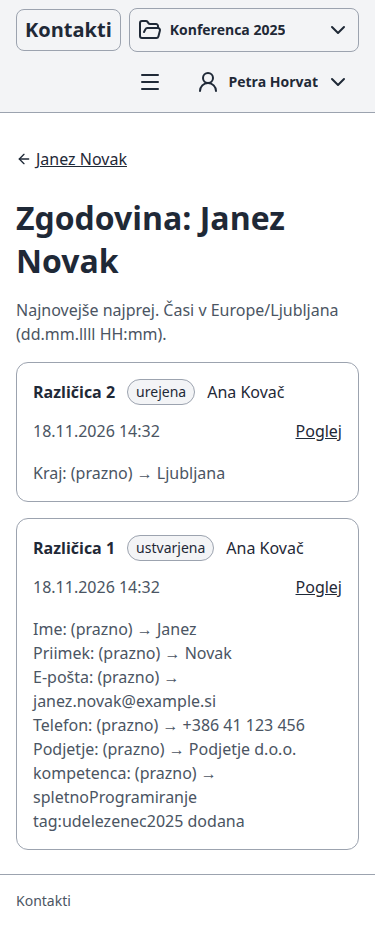 Kontakti
Konferenca 2025
Petra Horvat
← Janez Novak
Zgodovina: Janez
Novak
Najnovejše najprej. Časi v Europe/Ljubljana
(dd.mm.llll HH:mm).
Različica 2 urejena Ana Kovač
18.11.2026 14:32 Poglej
Kraj: (prazno) → Ljubljana
Različica 1 ustvarjena Ana Kovač
18.11.2026 14:32 Poglej
Ime: (prazno) → Janez
Priimek: (prazno) → Novak
E-pošta: (prazno) →
janez.novak@example.si
Telefon: (prazno) → +386 41 123 456
Podjetje: (prazno) → Podjetje d.o.o.
kompetenca: (prazno) →
spletnoProgramiranje
tag:udelezenec2025 dodana
Kontakti